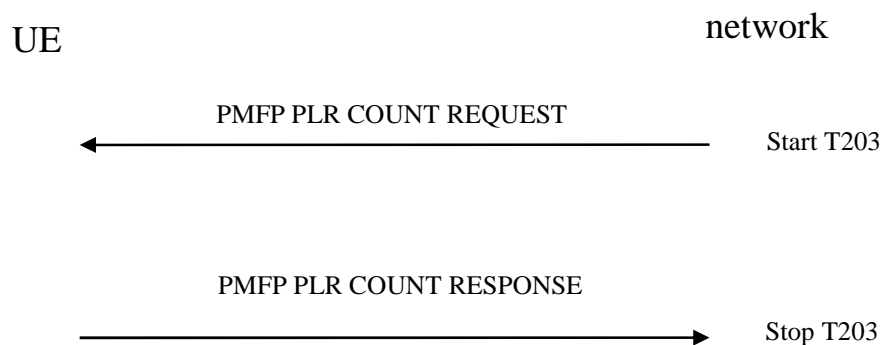 UE
network
PMFP PLR COUNT REQUEST
Start T203
PMFP PLR COUNT RESPONSE
Stop T203